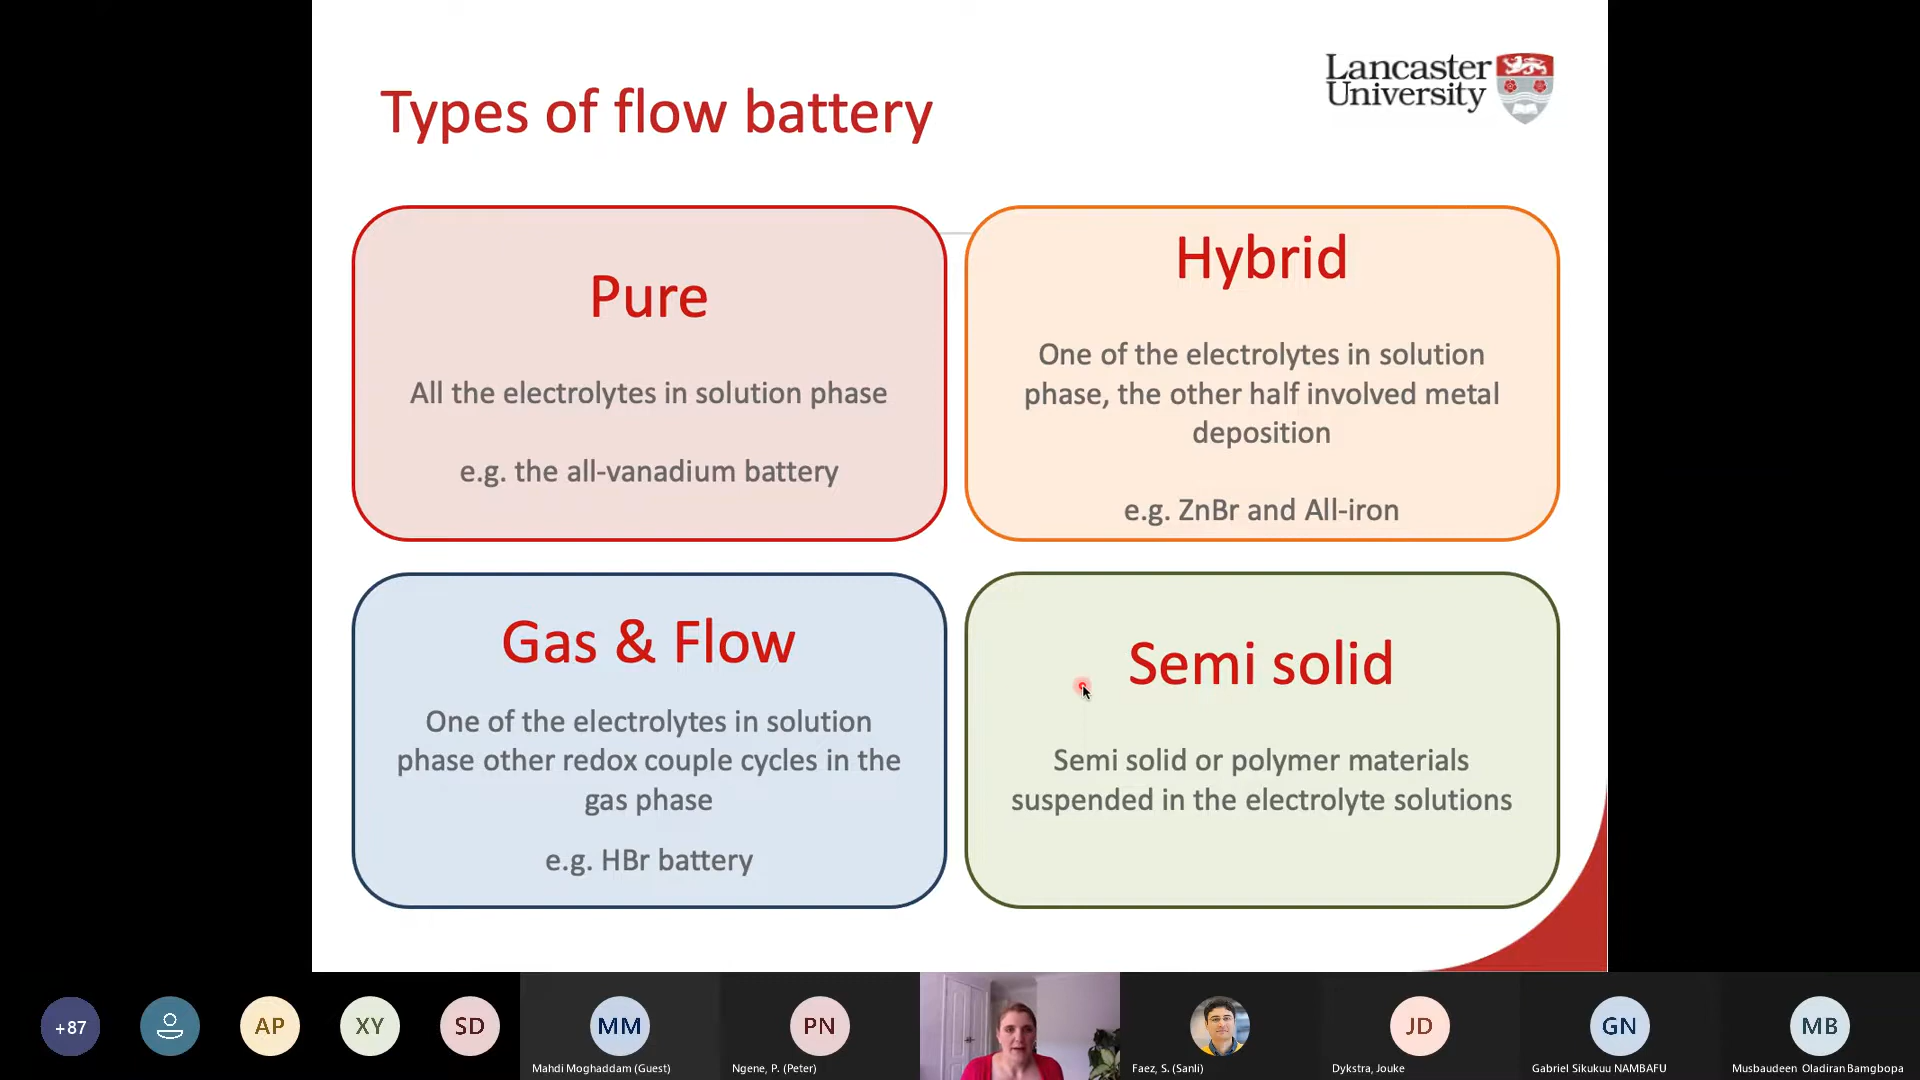 Lancaster
University
Types of flow battery
Pure
All the electrolytes in solution phase
e.g. the all-vanadium battery
Hybrid
One of the electrolytes in solution
phase, the other half involved metal
deposition
e.g. ZnBr and All-iron
Gas & Flow
One of the electrolytes in solution
phase other redox couple cycles in the
gas phase
e.g. HBr battery
Semi solid
Semi solid or polymer materials
suspended in the electrolyte solutions
+87
AP
XY
SD
MM
Mahdi Moghaddam (Guest)
PN
Ngene, P. (Peter)
Faez, S. (Sanli)
JD
Dykstra, Jouke
GN
Gabriel Sikukuu NAMBAFU
MB
Musbaudeen Oladiran Bamgbopa